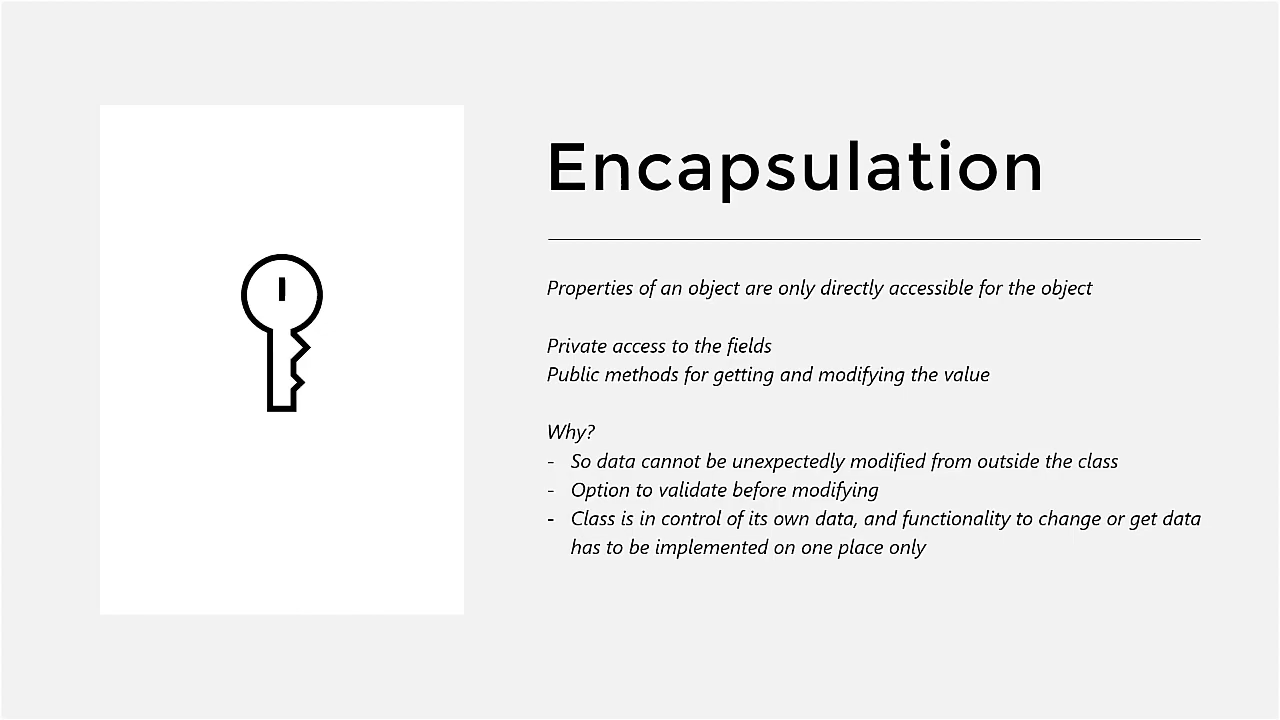 Encapsulation
Properties of an object are only directly accessible for the object
Private access to the fields
Public methods for getting and modifying the value
Why?
- So data cannot be unexpectedly modified from outside the class
- Option to validate before modifying
- Class is in control of its own data, and functionality to change or get data
has to be implemented on one place only